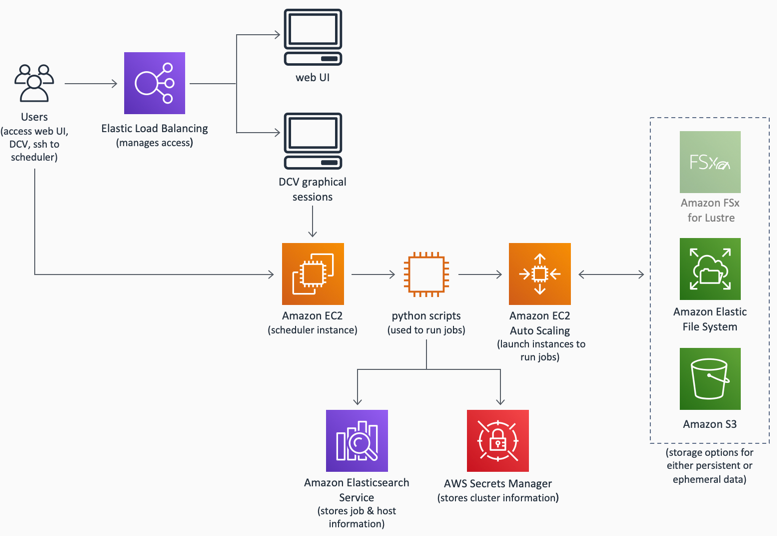 web UI
Users
(access web UI,
DCV, ssh to
scheduler)
Elastic Load Balancing
(manages access)
DCV graphical
sessions
FSx
Amazon FSx
for Lustre
Amazon EC2
(scheduler instance)
python scripts
(used to run jobs)
Amazon EC2
Auto Scaling
(launch instances to
run jobs)
Amazon Elastic
File System
Amazon S3
(storage options for
either persistent or
ephemeral data)
Amazon Elasticsearch
Service
(stores job & host
information)
AWS Secrets Manager
(stores cluster information)